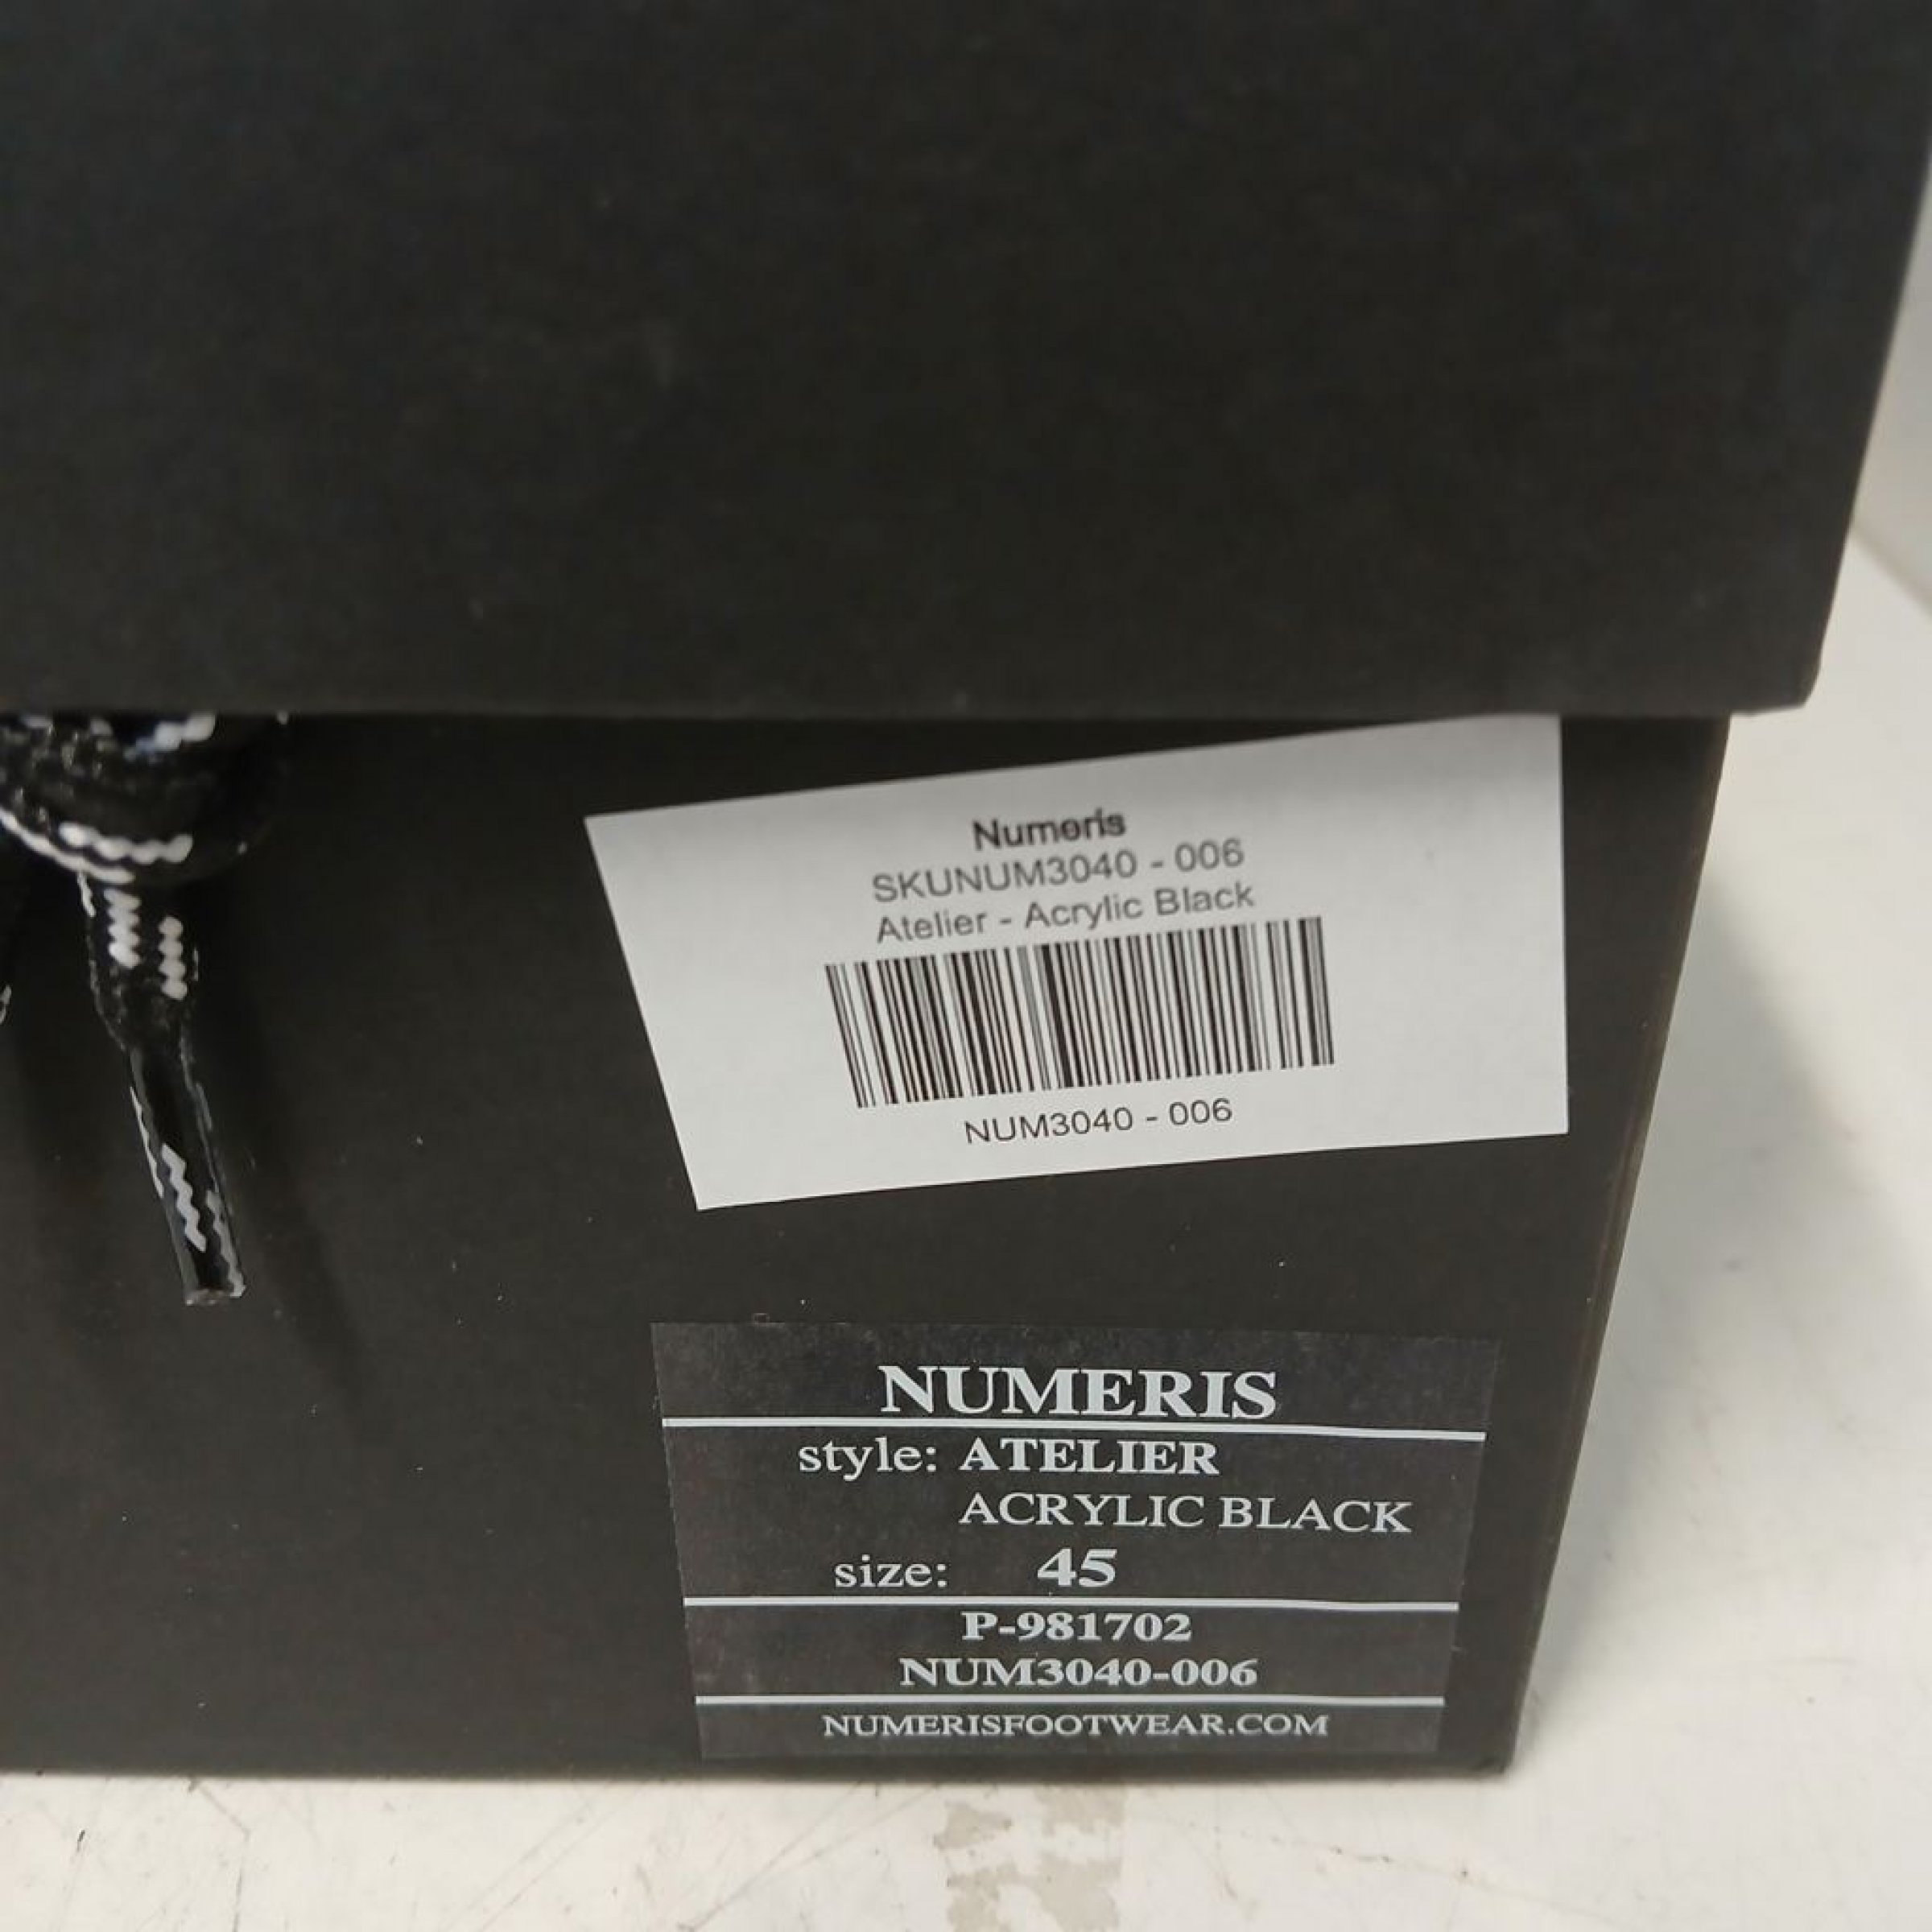 Numeris
SKUNUM3040 - 006
Atelier - Acrylic Black
NUM3040 - 006
NUMERIS
style: ATELIER
ACRYLIC BLACK
size: 45
P-981702
NUM3040-006
NUMERISFOOTWEAR.COM